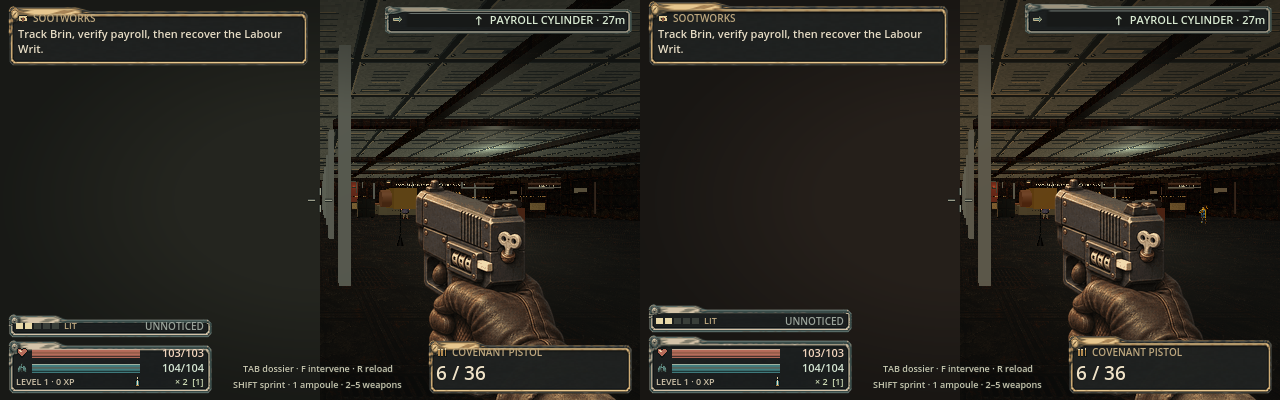 SOOTWORKS
Track Brin, verify payroll, then recover the Labour
Writ.
↑ PAYROLL CYLINDER · 27m
LIT UNNOTICED
103/103
104/104
LEVEL 1 · 0 XP × 2 [1]
TAB dossier · F intervene · R reload
SHIFT sprint · 1 ampoule · 2–5 weapons
COVENANT PISTOL
6 / 36
SOOTWORKS
Track Brin, verify payroll, then recover the Labour
Writ.
↑ PAYROLL CYLINDER · 27m
LIT UNNOTICED
103/103
104/104
LEVEL 1 · 0 XP × 2 [1]
TAB dossier · F intervene · R reload
SHIFT sprint · 1 ampoule · 2–5 weapons
COVENANT PISTOL
6 / 36